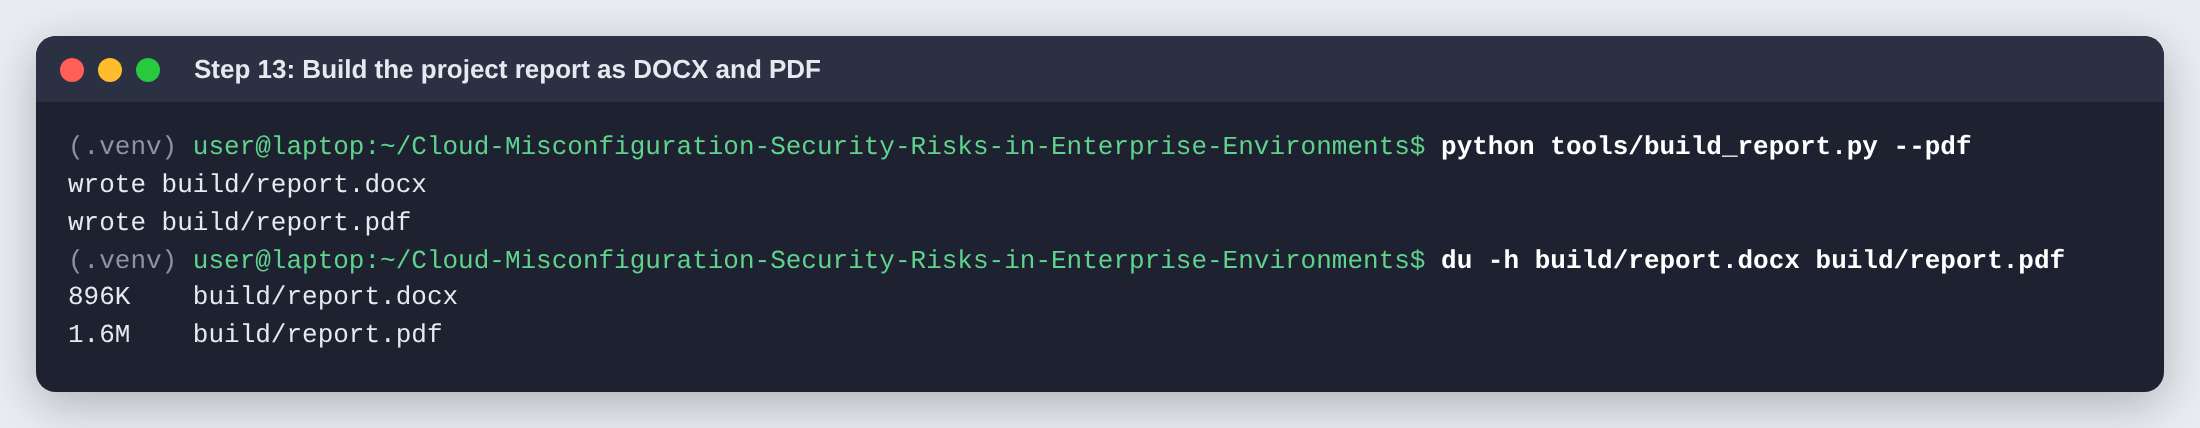 Step 13: Build the project report as DOCX and PDF
(.venv) user@laptop:~/Cloud-Misconfiguration-Security-Risks-in-Enterprise-Environments$ python tools/build_report.py --pdf
wrote build/report.docx
wrote build/report.pdf
(.venv) user@laptop:~/Cloud-Misconfiguration-Security-Risks-in-Enterprise-Environments$ du -h build/report.docx build/report.pdf
896K    build/report.docx
1.6M    build/report.pdf